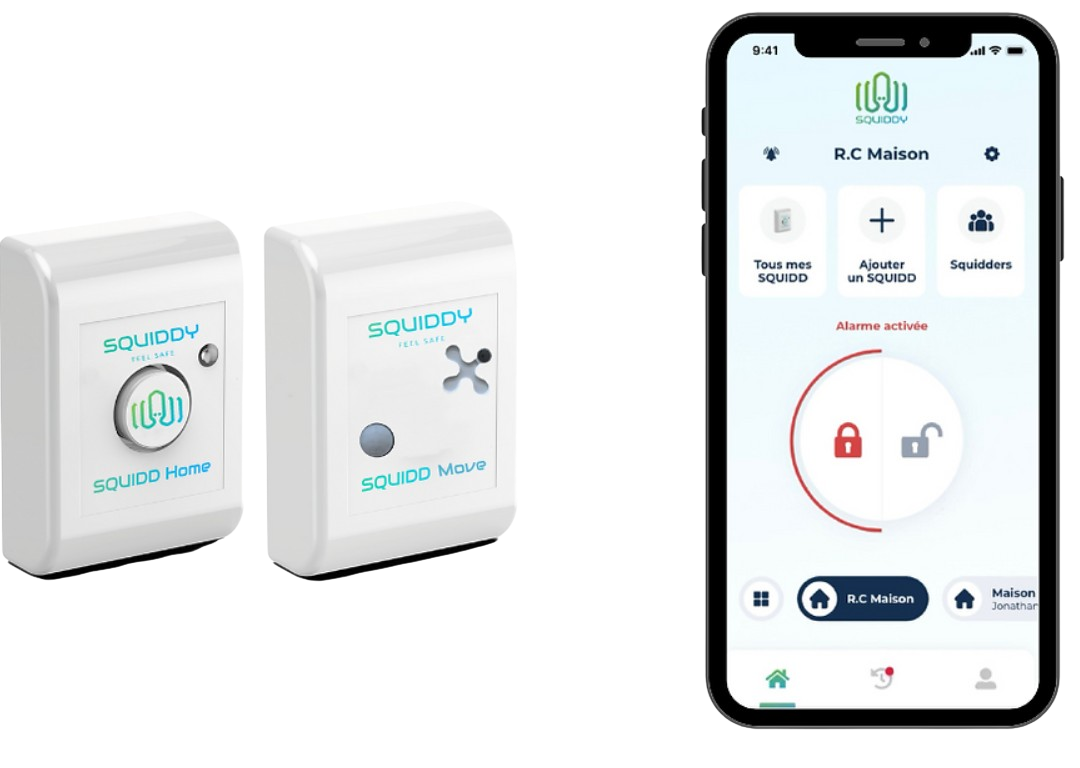 SQUIDDY
FEEL SAFE
SQUIDD Home
SQUIDDY
FEEL SAFE
SQUIDD Move
9:41
SQUIDDY
R.C Maison
Tous mes
SQUIDD
Ajouter
un SQUIDD
Squidders
Alarme activée
R.C Maison
Maison
Jonathan